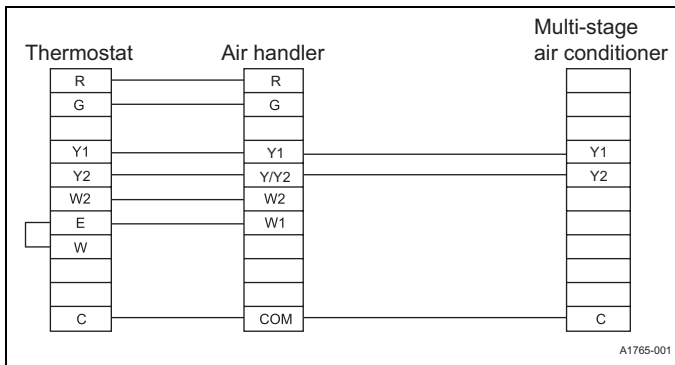 Multi-stage
Thermostat Air handler air conditioner
R R
G G
Y1 Y1 Y1
Y2 Y/Y2 Y2
W2 W2
E W1
W
C COM C
A1765-001